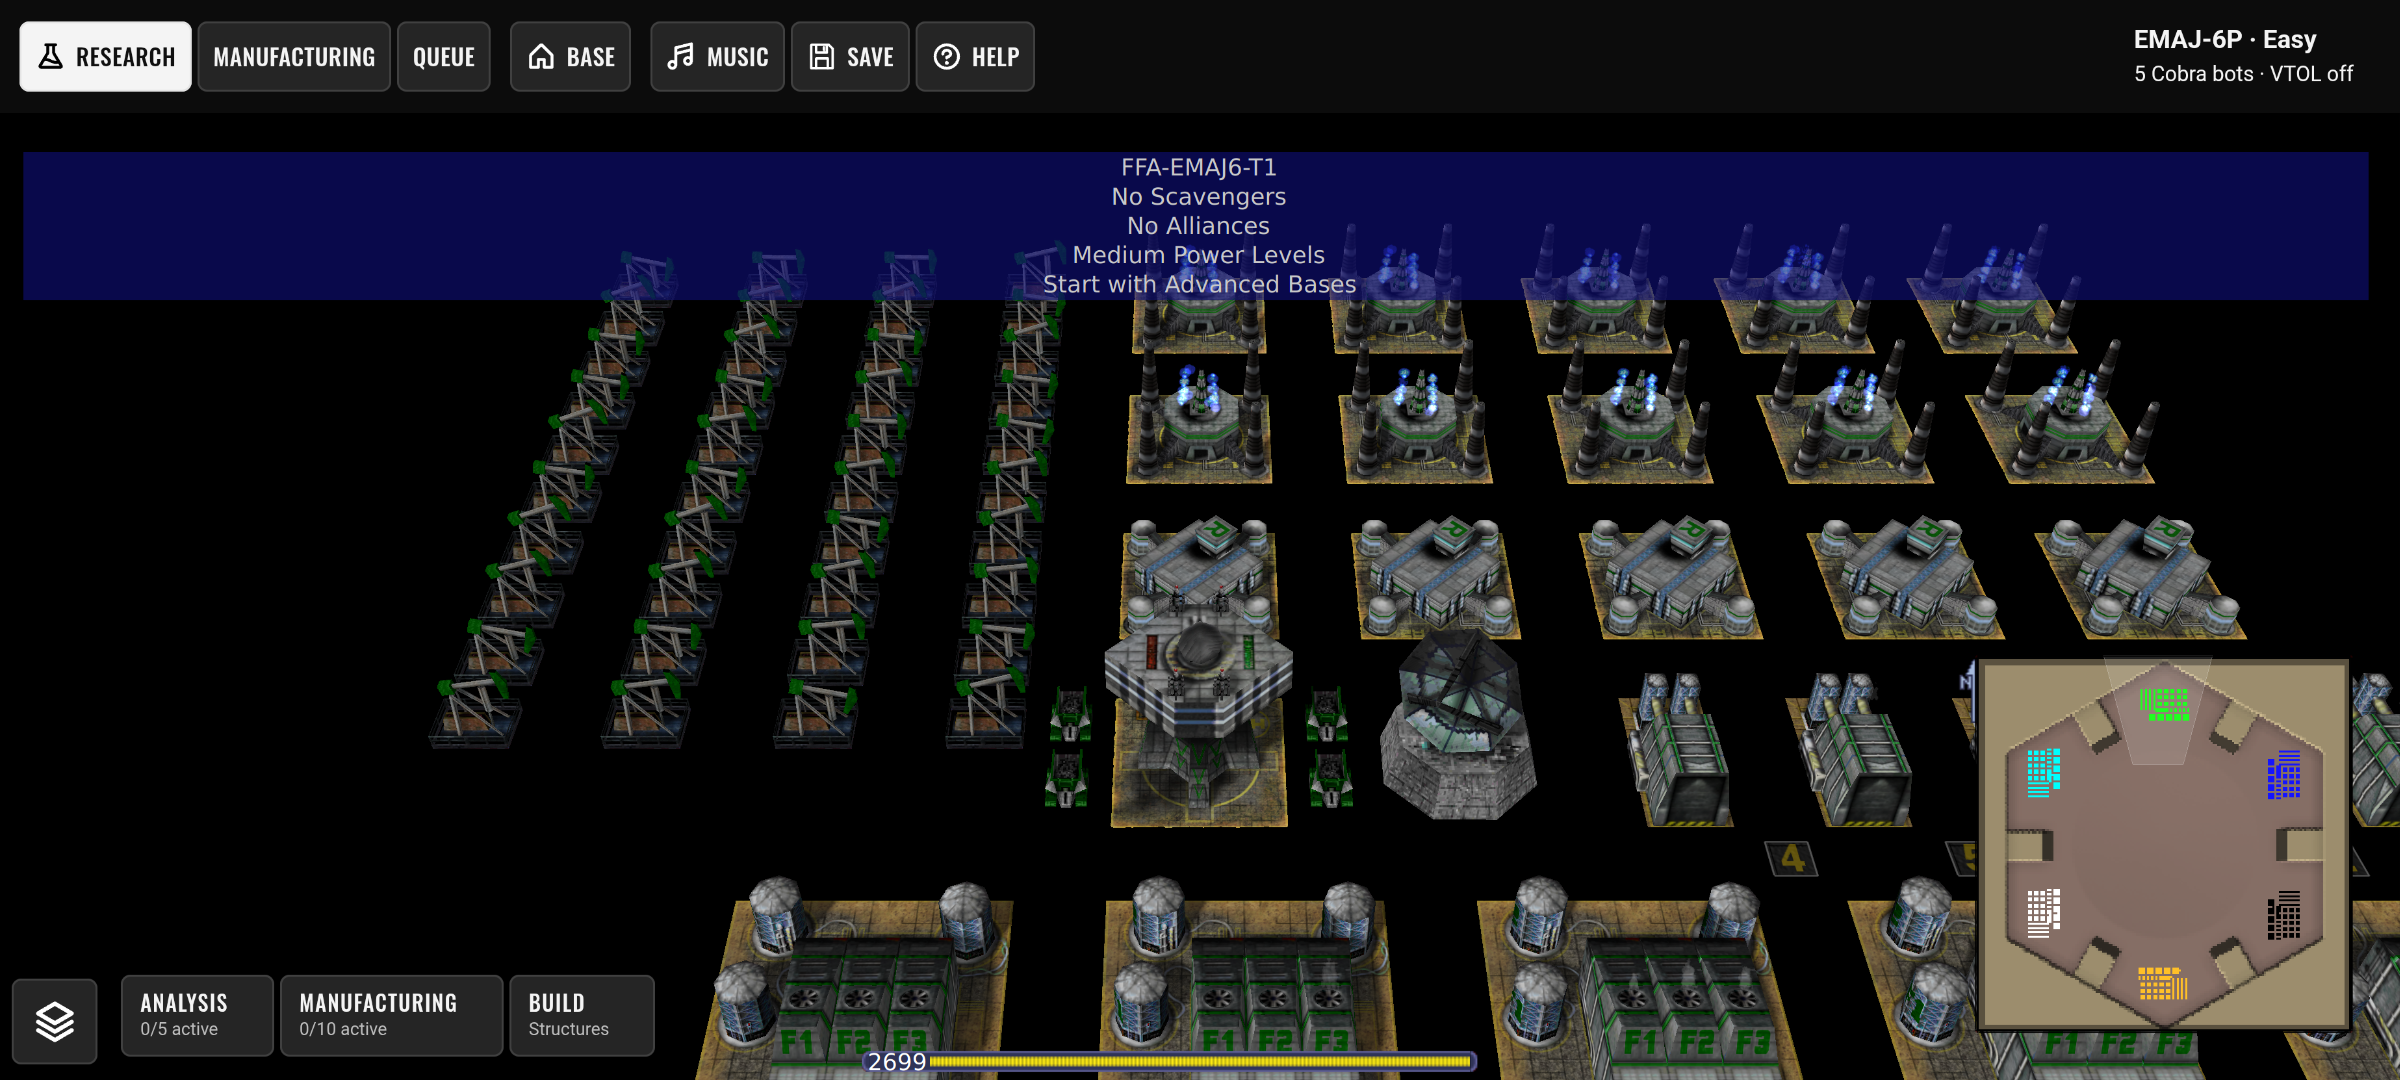 RESEARCH
MANUFACTURING
QUEUE
BASE
MUSIC
SAVE
HELP
EMAJ-6P · Easy
5 Cobra bots · VTOL off
FFA-EMAJ6-T1
No Scavengers
No Alliances
Medium Power Levels
Start with Advanced Bases
R
R
R
R
R
N
4
5
ANALYSIS
0/5 active
MANUFACTURING
0/10 active
BUILD
Structures
F1 F2 F3
F1 F2 F3
F1 F2 F3
F1 F2 F3
2699